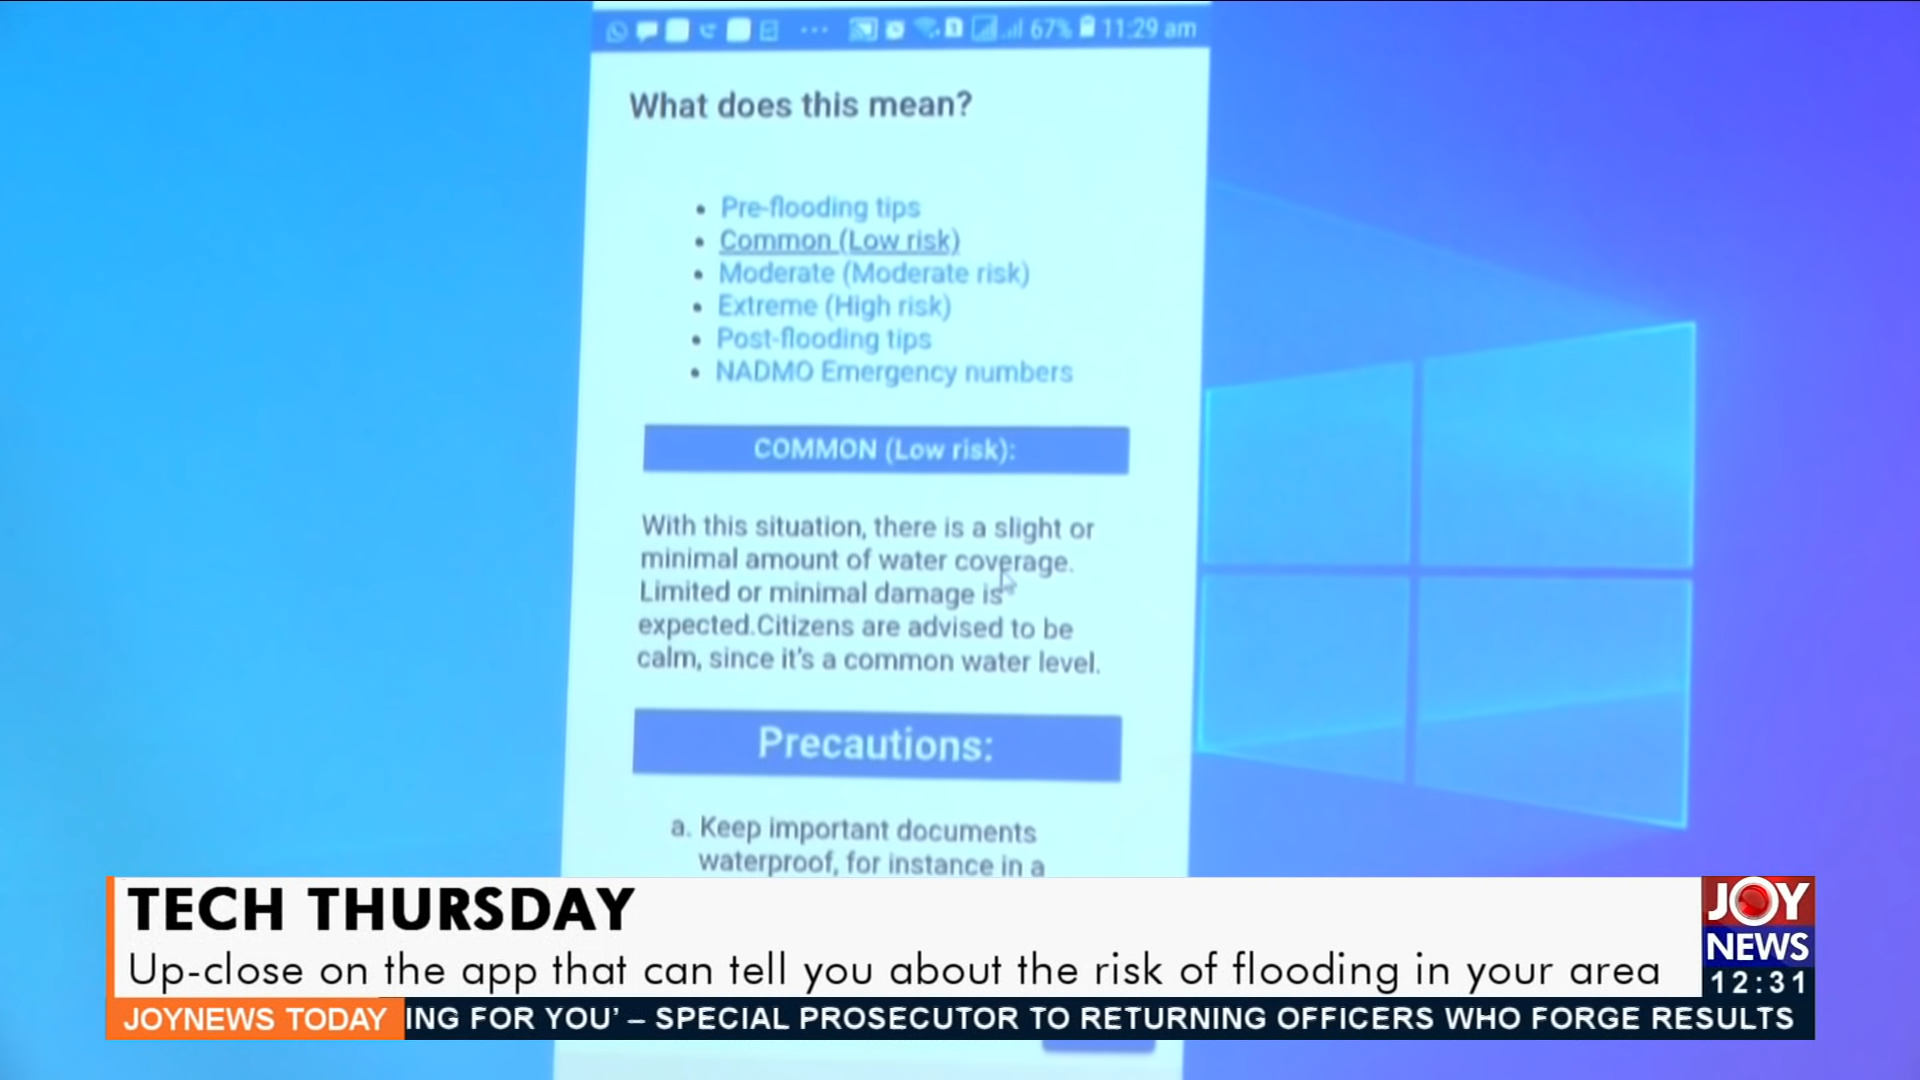 67% 11:29 am
What does this mean?
Pre-flooding tips
Common (Low risk)
Moderate (Moderate risk)
Extreme (High risk)
Post-flooding tips
NADMO Emergency numbers
COMMON (Low risk):
With this situation, there is a slight or
minimal amount of water coverage.
Limited or minimal damage is
expected.Citizens are advised to be
calm, since it's a common water level.
Precautions:
a. Keep important documents
waterproof, for instance in a
TECH THURSDAY
Up-close on the app that can tell you about the risk of flooding in your area
JOY
NEWS
12:31
JOYNEWS TODAY
ING FOR YOU' – SPECIAL PROSECUTOR TO RETURNING OFFICERS WHO FORGE RESULTS